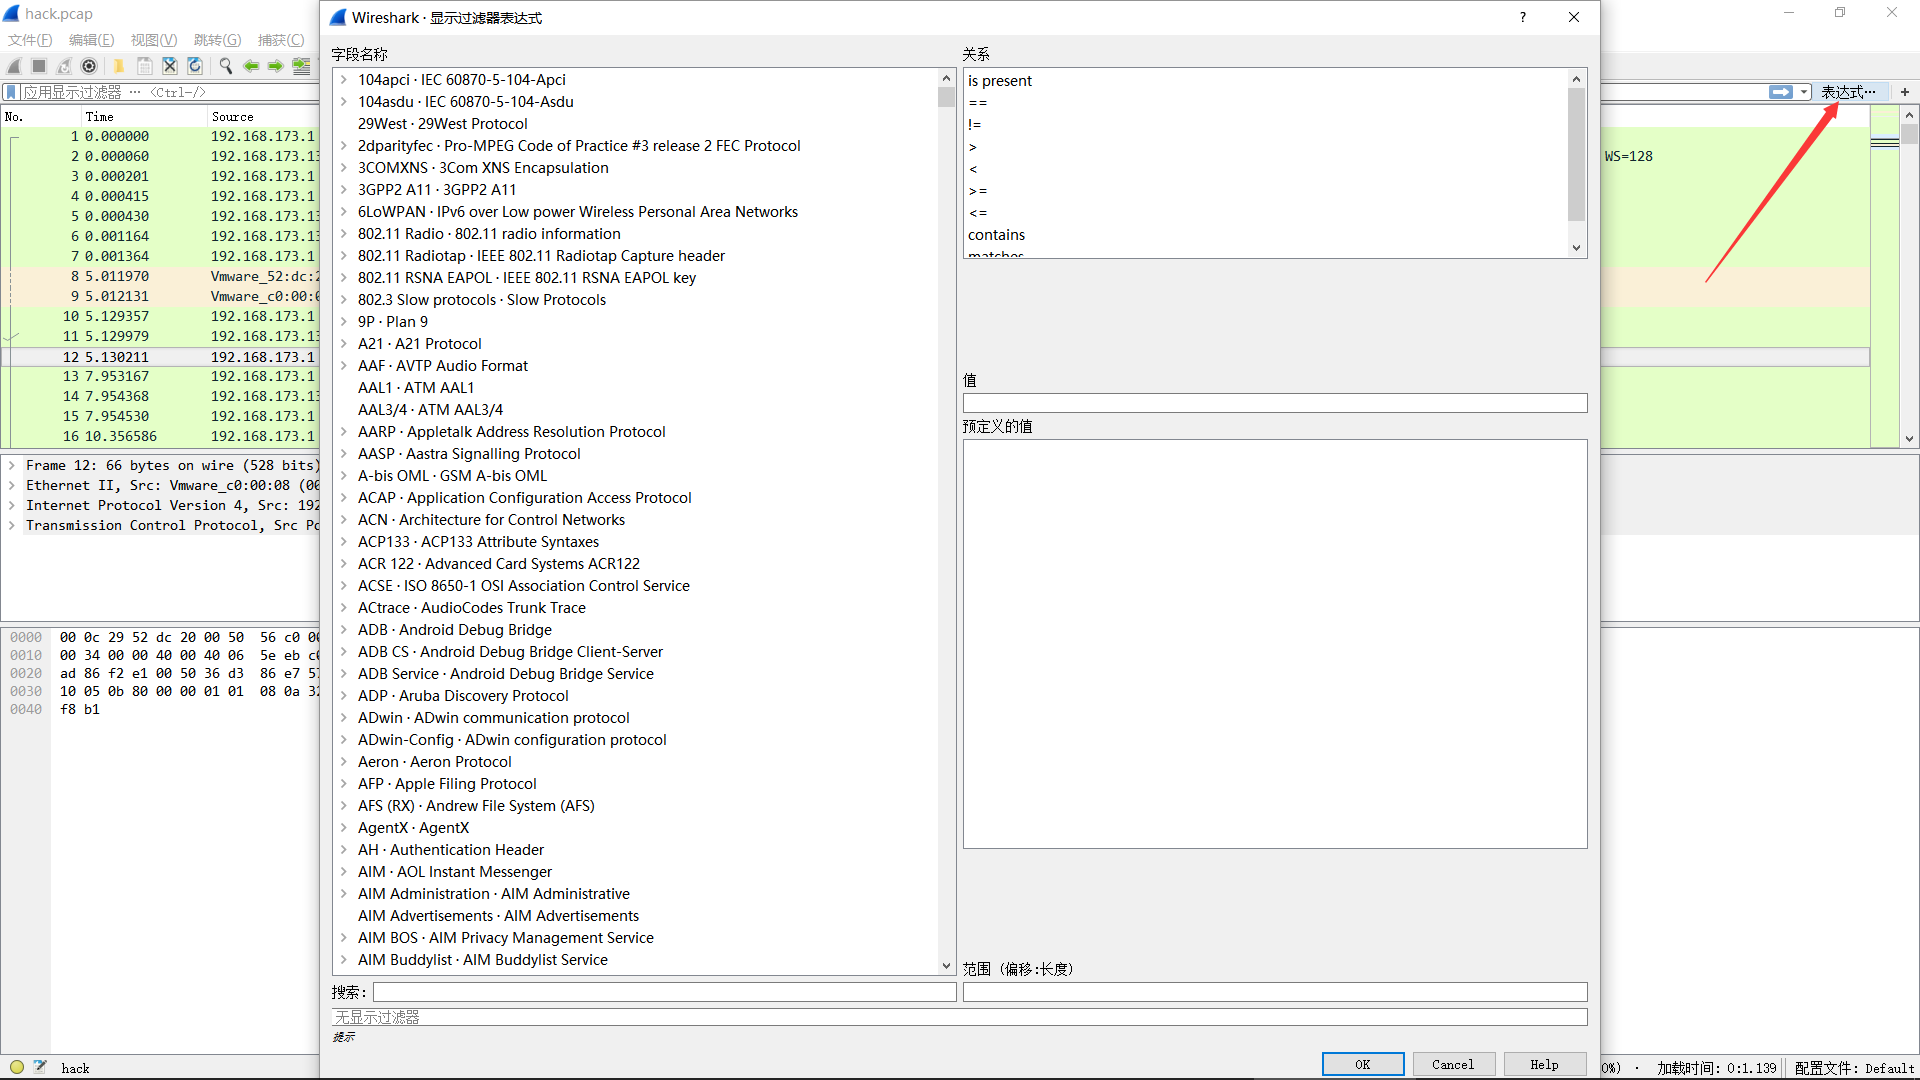 hack.pcap
文件(F) 编辑(E) 视图(V) 跳转(G) 捕获(C)
应用显示过滤器 … <Ctrl-/>
表达式… +
No. Time Source
1 0.000000 192.168.173.1
2 0.000060 192.168.173.13
WS=128
3 0.000201 192.168.173.1
4 0.000415 192.168.173.1
5 0.000430 192.168.173.13
6 0.001164 192.168.173.13
7 0.001364 192.168.173.1
8 5.011970 Vmware_52:dc:2
9 5.012131 Vmware_c0:00:0
10 5.129357 192.168.173.1
11 5.129979 192.168.173.13
12 5.130211 192.168.173.1
13 7.953167 192.168.173.1
14 7.954368 192.168.173.13
15 7.954530 192.168.173.1
16 10.356586 192.168.173.1
Frame 12: 66 bytes on wire (528 bits)
Ethernet II, Src: Vmware_c0:00:08 (00
Internet Protocol Version 4, Src: 192
Transmission Control Protocol, Src Po
0000 00 0c 29 52 dc 20 00 50 56 c0 00
0010 00 34 00 00 40 00 40 06 5e eb c0
0020 ad 86 f2 e1 00 50 36 d3 86 e7 57
0030 10 05 0b 80 00 00 01 01 08 0a 32
0040 f8 b1
hack
0%) · 加载时间: 0:1.139 配置文件: Default
Wireshark · 显示过滤器表达式
?
字段名称
104apci · IEC 60870-5-104-Apci
104asdu · IEC 60870-5-104-Asdu
29West · 29West Protocol
2dparityfec · Pro-MPEG Code of Practice #3 release 2 FEC Protocol
3COMXNS · 3Com XNS Encapsulation
3GPP2 A11 · 3GPP2 A11
6LoWPAN · IPv6 over Low power Wireless Personal Area Networks
802.11 Radio · 802.11 radio information
802.11 Radiotap · IEEE 802.11 Radiotap Capture header
802.11 RSNA EAPOL · IEEE 802.11 RSNA EAPOL key
802.3 Slow protocols · Slow Protocols
9P · Plan 9
A21 · A21 Protocol
AAF · AVTP Audio Format
AAL1 · ATM AAL1
AAL3/4 · ATM AAL3/4
AARP · Appletalk Address Resolution Protocol
AASP · Aastra Signalling Protocol
A-bis OML · GSM A-bis OML
ACAP · Application Configuration Access Protocol
ACN · Architecture for Control Networks
ACP133 · ACP133 Attribute Syntaxes
ACR 122 · Advanced Card Systems ACR122
ACSE · ISO 8650-1 OSI Association Control Service
ACtrace · AudioCodes Trunk Trace
ADB · Android Debug Bridge
ADB CS · Android Debug Bridge Client-Server
ADB Service · Android Debug Bridge Service
ADP · Aruba Discovery Protocol
ADwin · ADwin communication protocol
ADwin-Config · ADwin configuration protocol
Aeron · Aeron Protocol
AFP · Apple Filing Protocol
AFS (RX) · Andrew File System (AFS)
AgentX · AgentX
AH · Authentication Header
AIM · AOL Instant Messenger
AIM Administration · AIM Administrative
AIM Advertisements · AIM Advertisements
AIM BOS · AIM Privacy Management Service
AIM Buddylist · AIM Buddylist Service
搜索:
无显示过滤器
提示
关系
is present
==
!=
>
<
>=
<=
contains
matches
值
预定义的值
范围 (偏移:长度)
OK Cancel Help